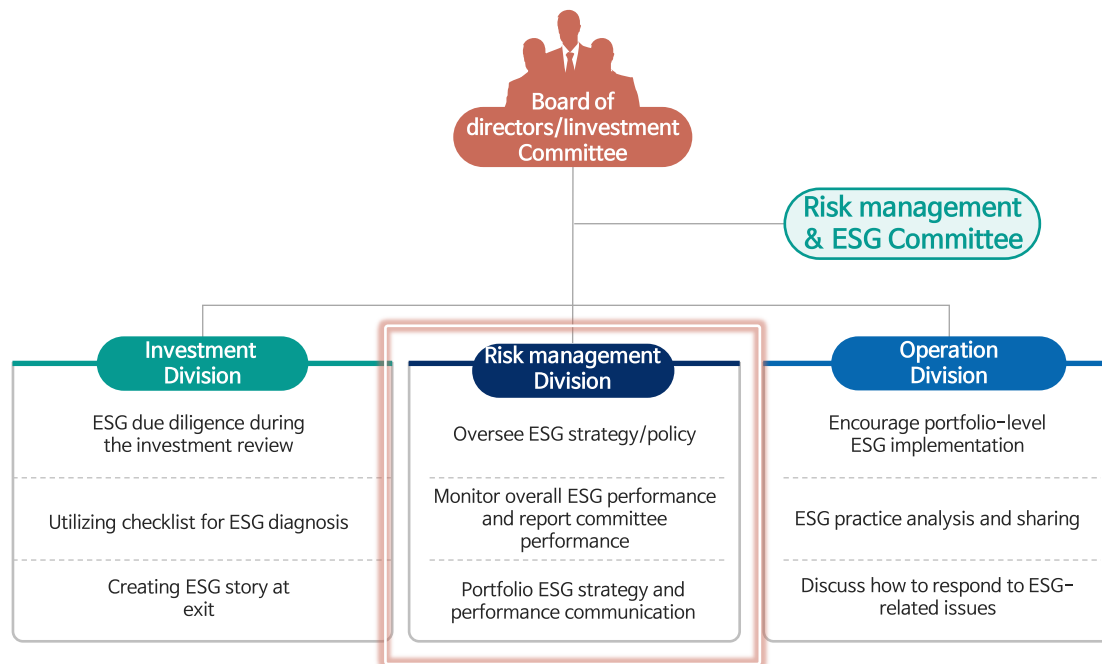 Board of
directors/Iinvestment
Committee
Risk management
& ESG Committee
Investment
Division
ESG due diligence during
the investment review
Utilizing checklist for ESG diagnosis
Creating ESG story at
exit
Risk management
Division
Oversee ESG strategy/policy
Monitor overall ESG performance
and report committee
performance
Portfolio ESG strategy and
performance communication
Operation
Division
Encourage portfolio-level
ESG implementation
ESG practice analysis and sharing
Discuss how to respond to ESG-
related issues